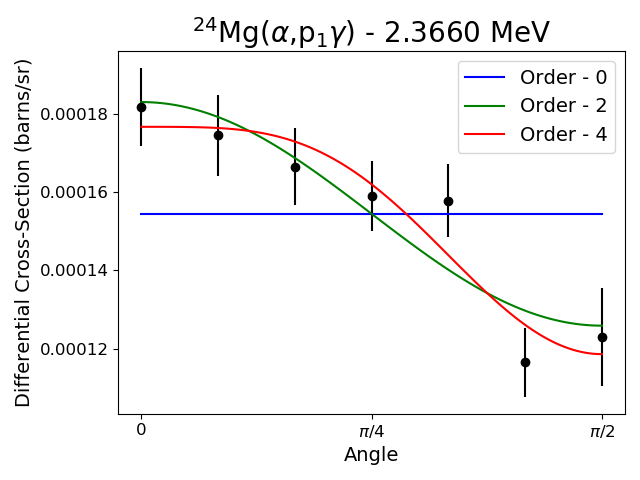 ²⁴Mg(α,p₁γ) - 2.3660 MeV
Order - 0
Order - 2
Order - 4
Differential Cross-Section (barns/sr)
0.00018
0.00016
0.00014
0.00012
0
π/4
π/2
Angle